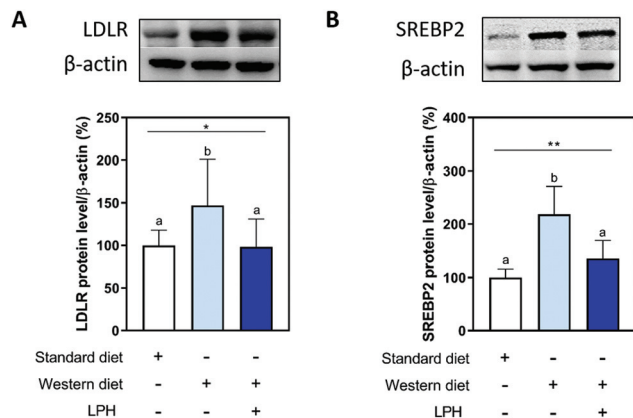 A
LDLR
β-actin
LDLR protein level/β-actin (%)
250
200
150
100
50
0
*
a
b
a
Standard diet + - -
Western diet - + +
LPH - - +
B
SREBP2
β-actin
SREBP2 protein level/β-actin (%)
400
300
200
100
0
**
a
b
a
Standard diet + - -
Western diet - + +
LPH - - +